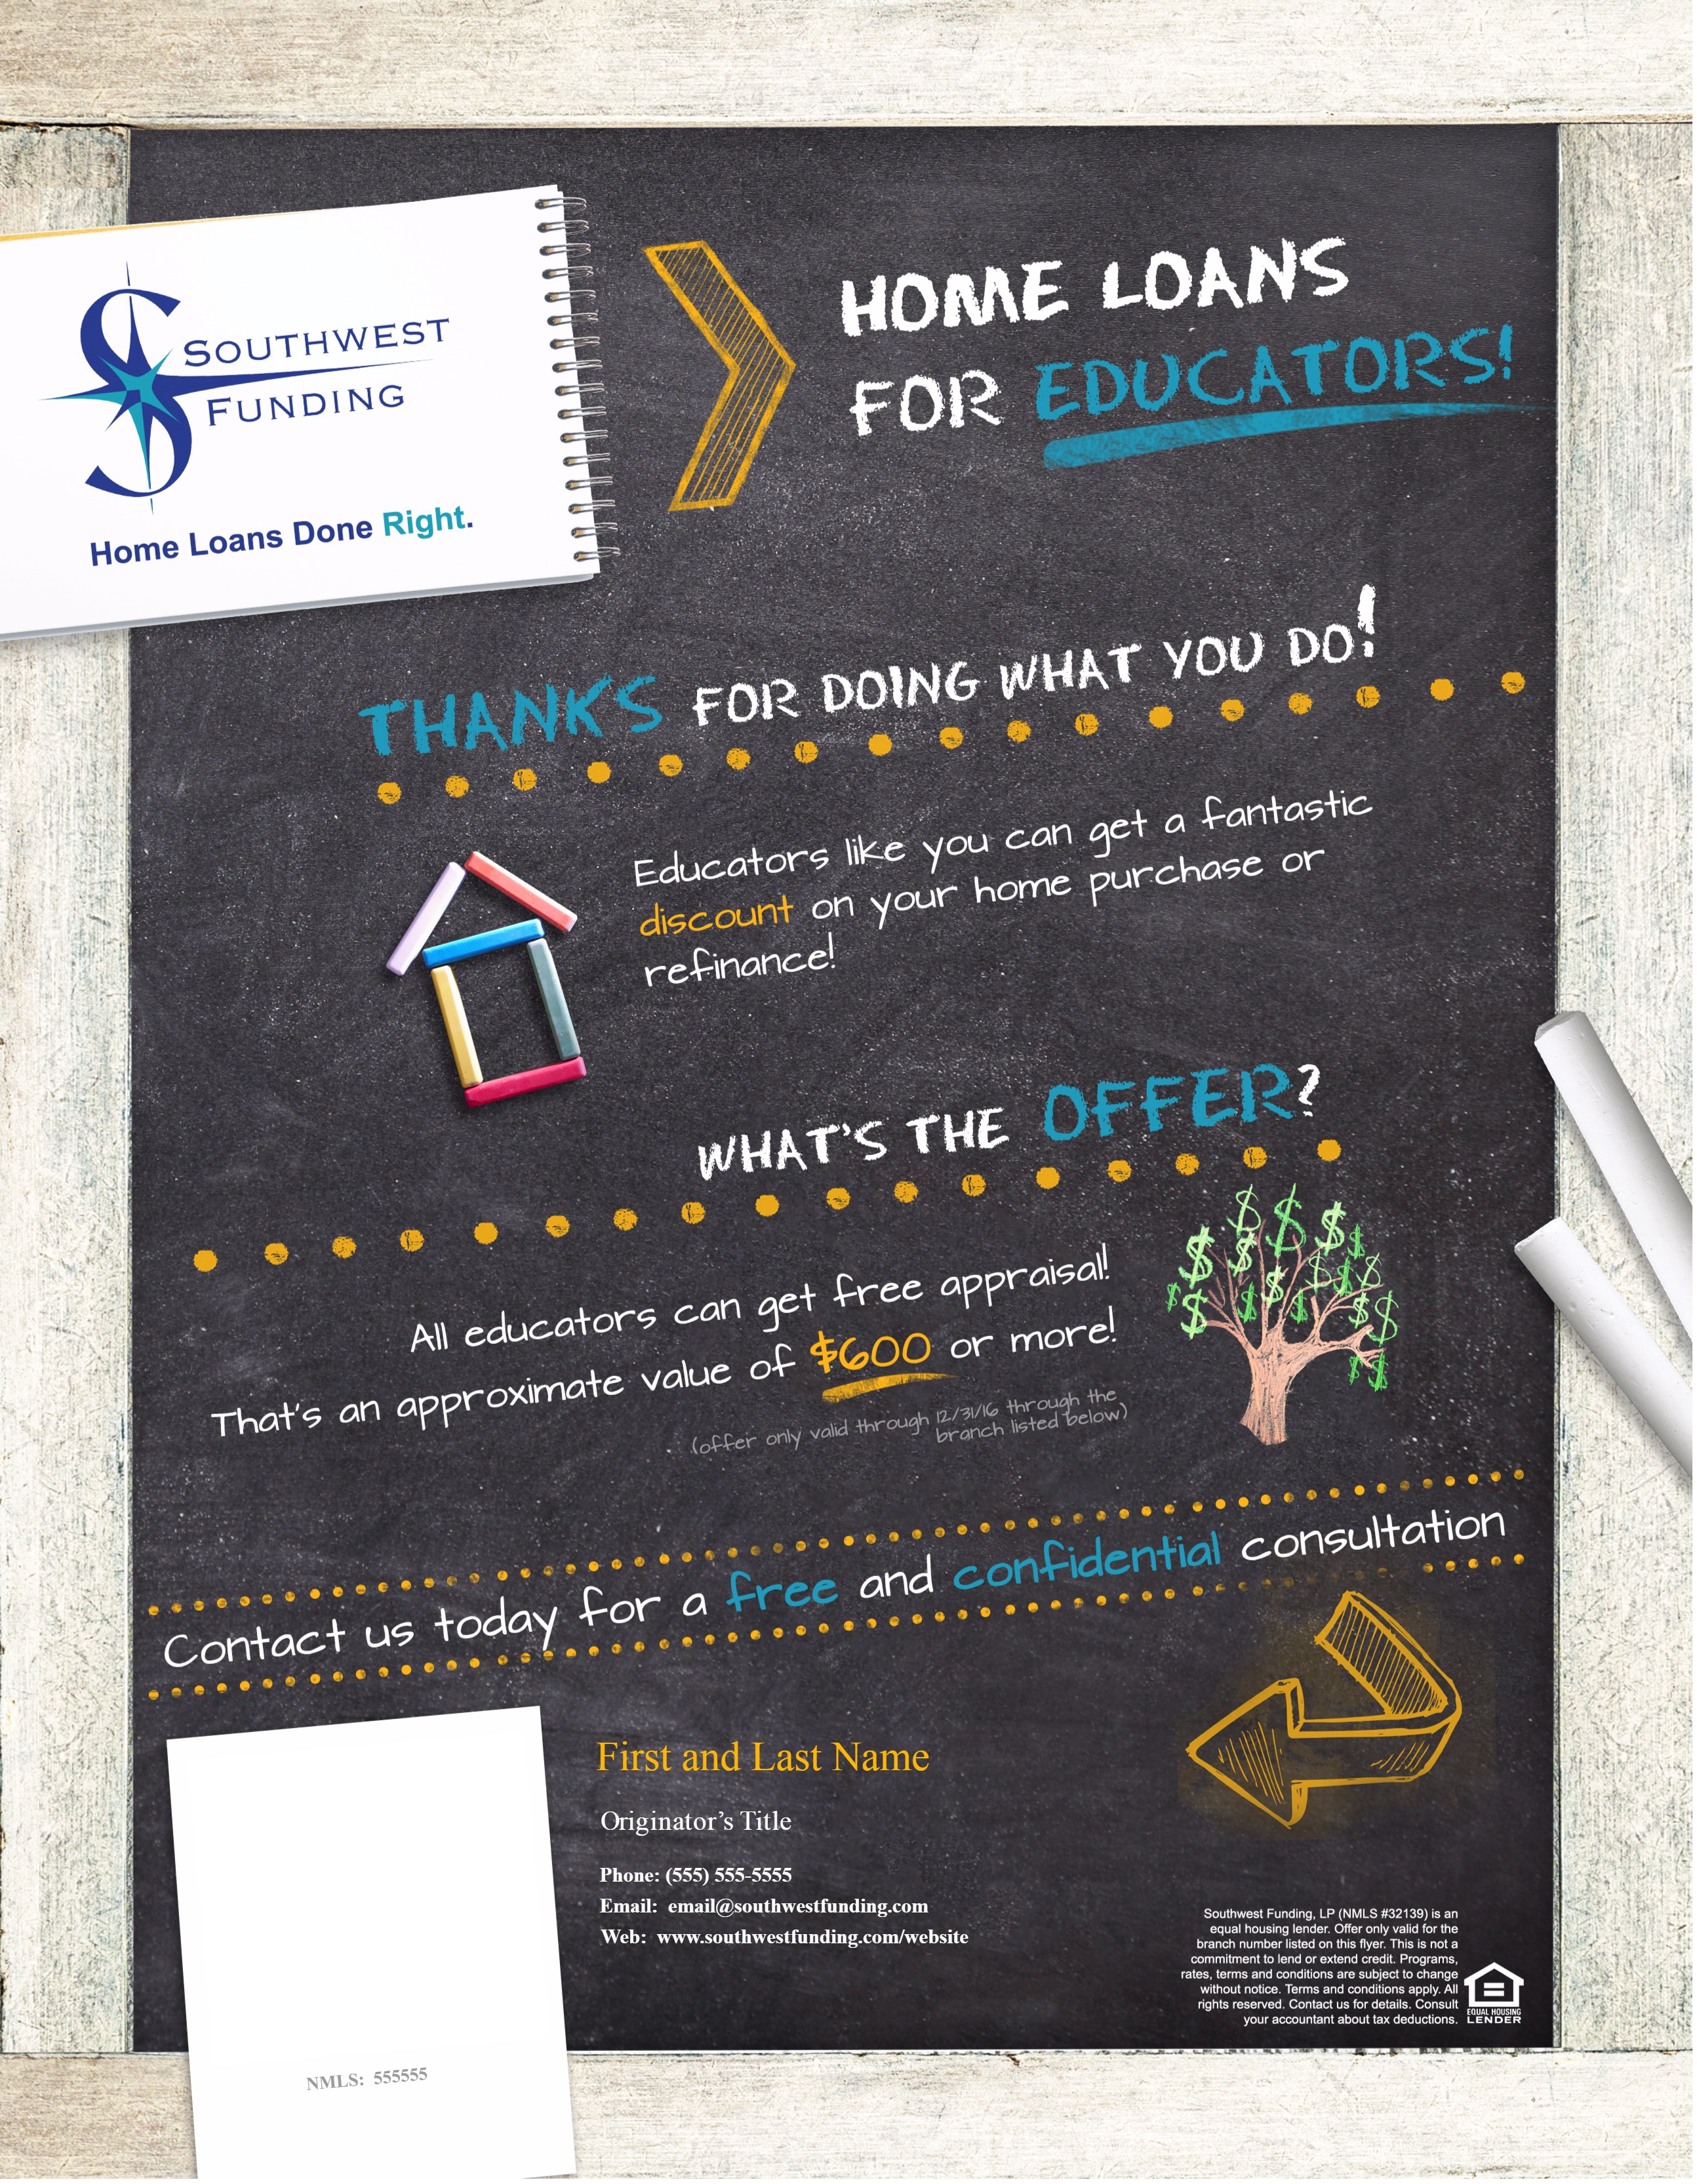 SOUTHWEST
FUNDING
Home Loans Done Right.
HOME LOANS
FOR EDUCATORS!
THANKS FOR DOING WHAT YOU DO!
Educators like you can get a fantastic
discount on your home purchase or
refinance!
WHAT'S THE OFFER?
All educators can get free appraisal!
That's an approximate value of $600 or more!
(offer only valid through 12/31/16 through the
branch listed below)
Contact us today for a free and confidential consultation
First and Last Name
Originator's Title
Phone: (555) 555-5555
Email: email@southwestfunding.com
Web: www.southwestfunding.com/website
NMLS: 555555
Southwest Funding, LP (NMLS #32139) is an
equal housing lender. Offer only valid for the
branch number listed on this flyer. This is not a
commitment to lend or extend credit. Programs,
rates, terms and conditions are subject to change
without notice. Terms and conditions apply. All
rights reserved. Contact us for details. Consult
your accountant about tax deductions.
EQUAL HOUSING
LENDER